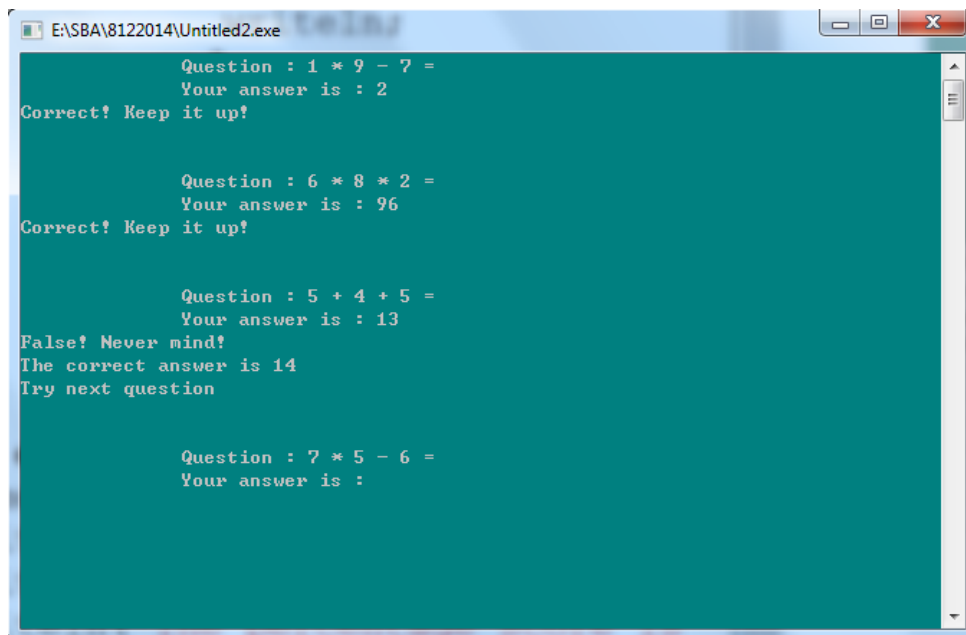 writeln;
E:\SBA\8122014\Untitled2.exe
Question : 1 * 9 - 7 =
Your answer is : 2
Correct! Keep it up!
Question : 6 * 8 * 2 =
Your answer is : 96
Correct! Keep it up!
Question : 5 + 4 + 5 =
Your answer is : 13
False! Never mind!
The correct answer is 14
Try next question
Question : 7 * 5 - 6 =
Your answer is :